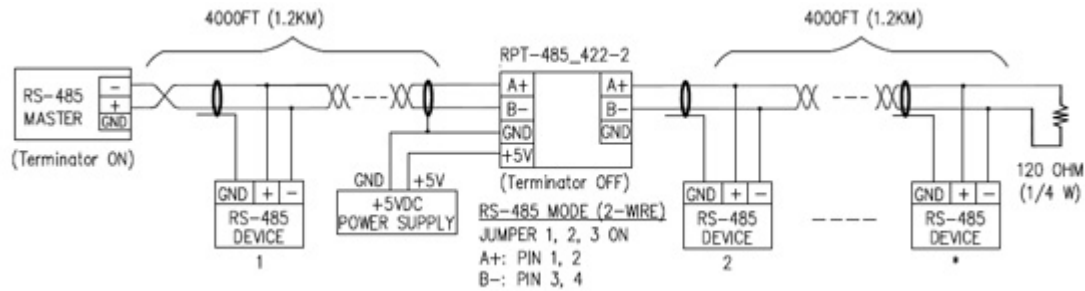 4000FT (1.2KM)
4000FT (1.2KM)
RPT-485_422-2
RS-485
MASTER
-
+
GND
(Terminator ON)
A+
B-
GND
+5V
A+
B-
GND
(Terminator OFF)
GND
+5V
+5VDC
POWER SUPPLY
GND + -
RS-485
DEVICE
1
RS-485 MODE (2-WIRE)
JUMPER 1, 2, 3 ON
A+: PIN 1, 2
B-: PIN 3, 4
GND + -
RS-485
DEVICE
2
GND + -
RS-485
DEVICE
*
120 OHM
(1/4 W)